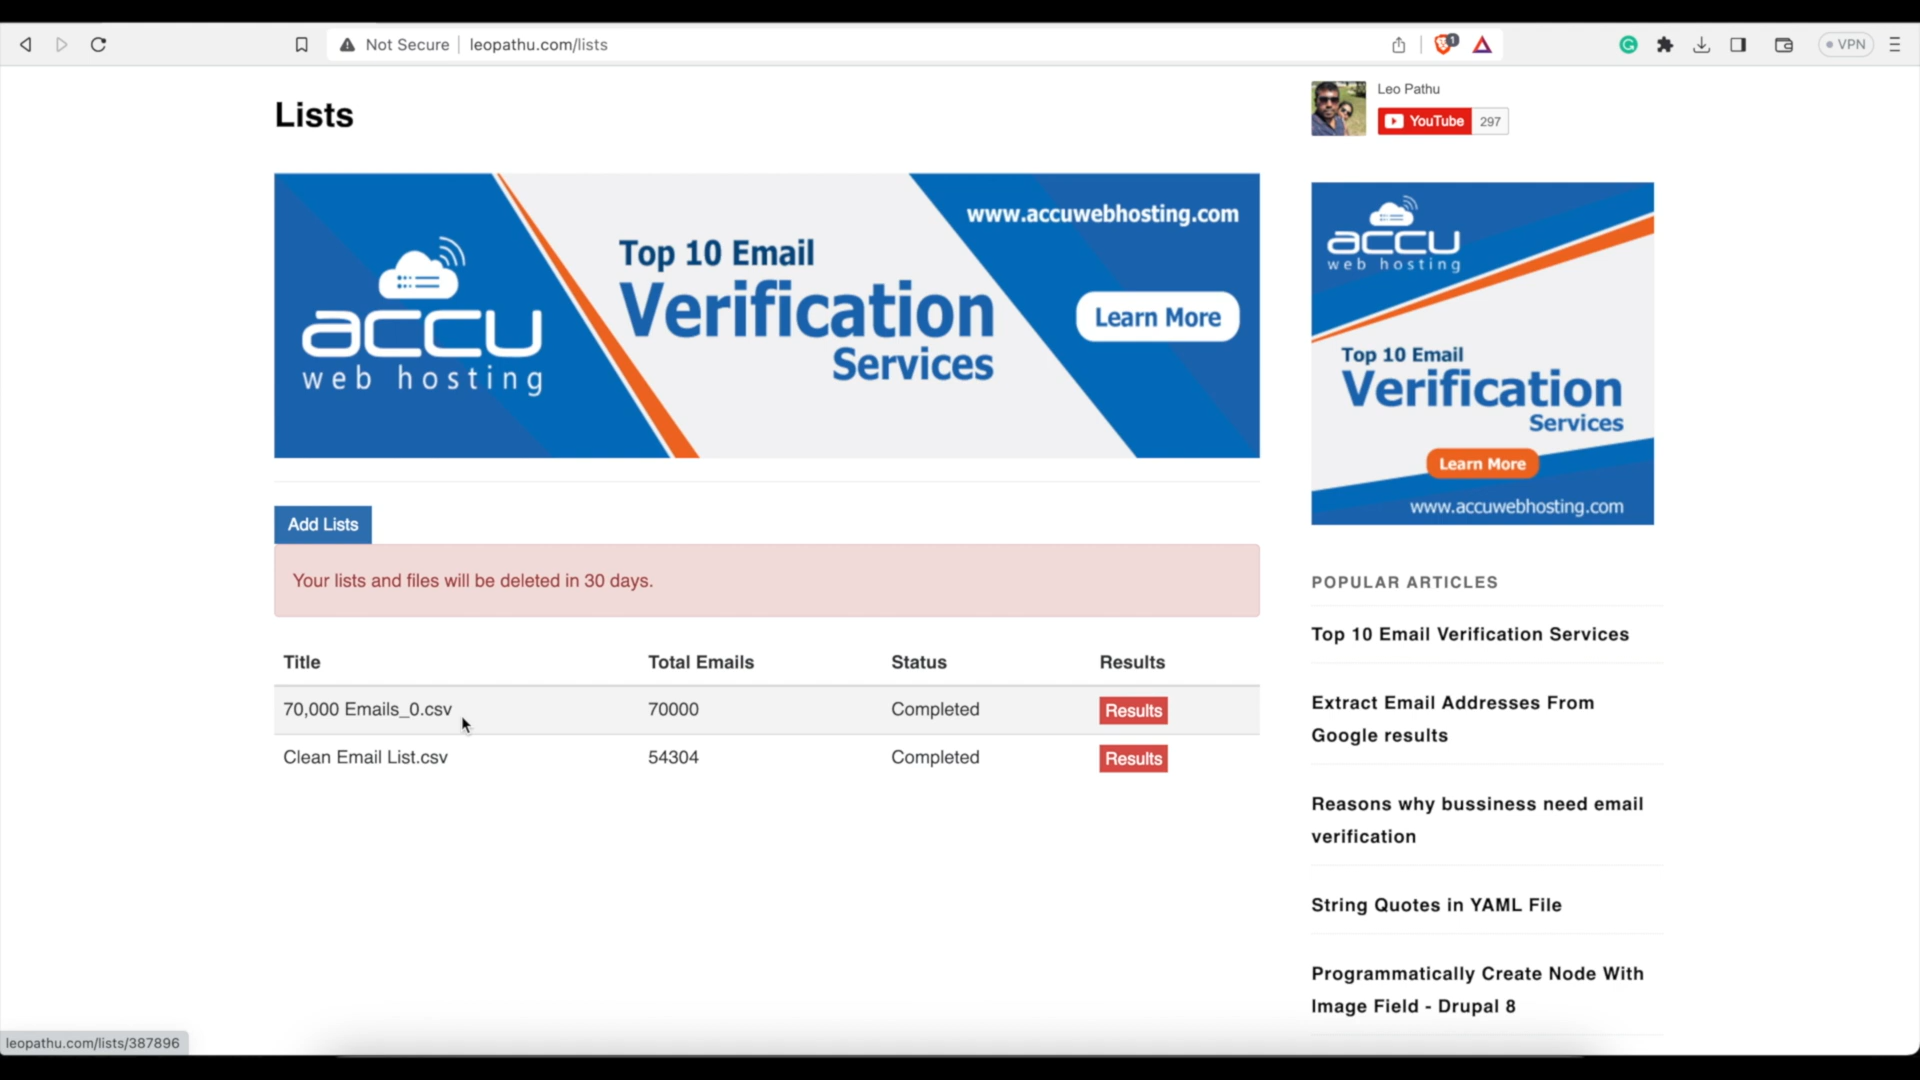 Not Secure
leopathu.com/lists
1
VPN
Lists
accu
web hosting
Top 10 Email
Verification
Services
www.accuwebhosting.com
Learn More
Add Lists
Your lists and files will be deleted in 30 days.
Title Total Emails Status Results
70,000 Emails_0.csv 70000 Completed Results
Clean Email List.csv 54304 Completed Results
Leo Pathu
YouTube 297
accu
web hosting
Top 10 Email
Verification
Services
Learn More
www.accuwebhosting.com
POPULAR ARTICLES
Top 10 Email Verification Services
Extract Email Addresses From
Google results
Reasons why bussiness need email
verification
String Quotes in YAML File
Programmatically Create Node With
Image Field - Drupal 8
leopathu.com/lists/387896